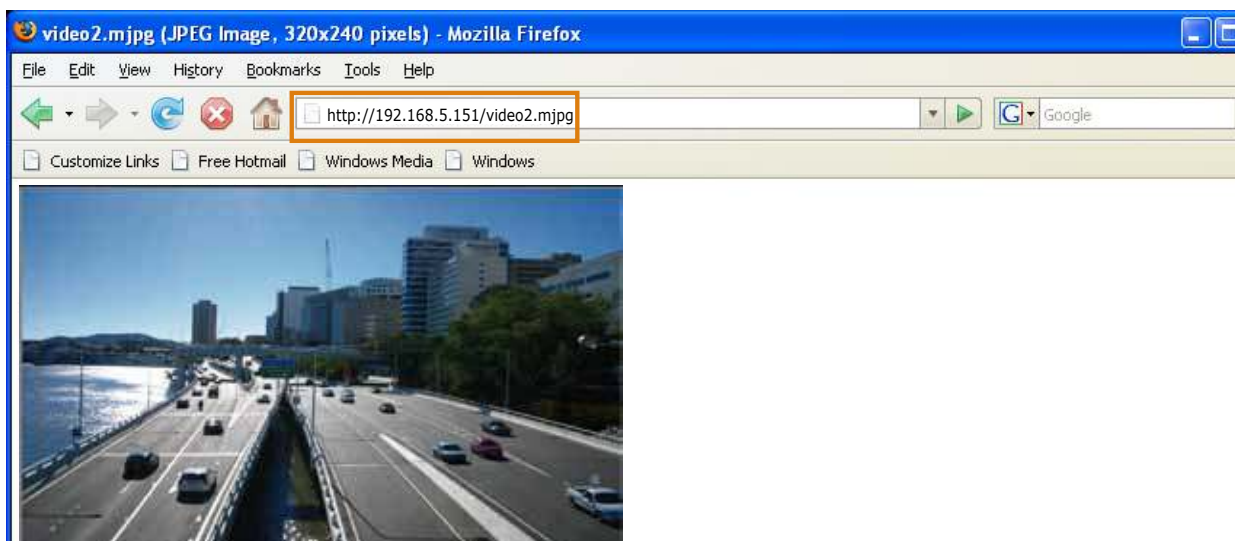 video2.mjpg (JPEG Image, 320x240 pixels) - Mozilla Firefox
File Edit View History Bookmarks Tools Help
http://192.168.5.151/video2.mjpg G Google
Customize Links Free Hotmail Windows Media Windows